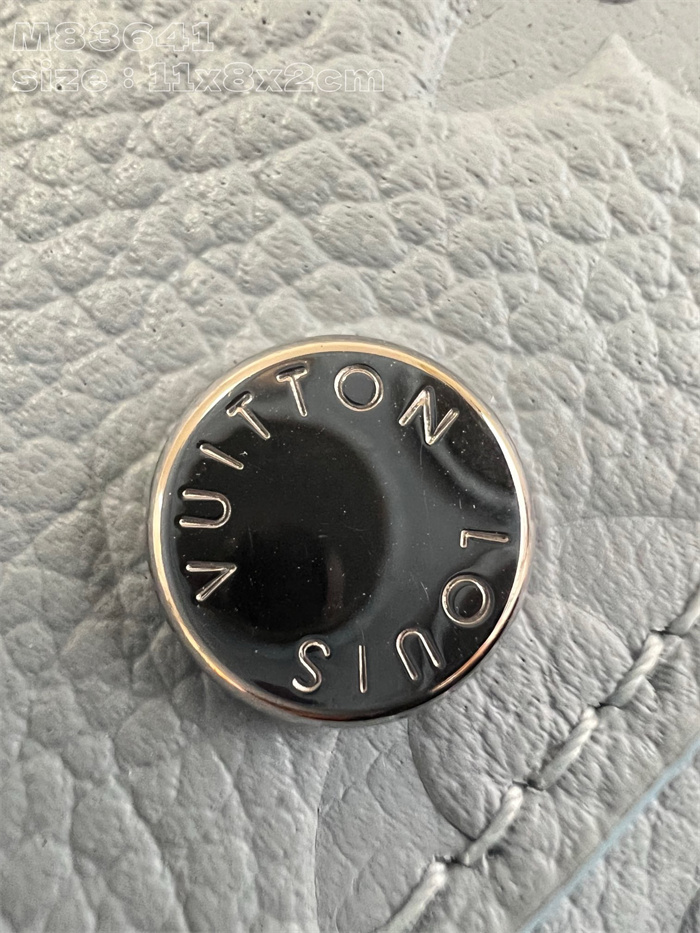 M83641
size : 11x8x2cm
LOUIS VUITTON